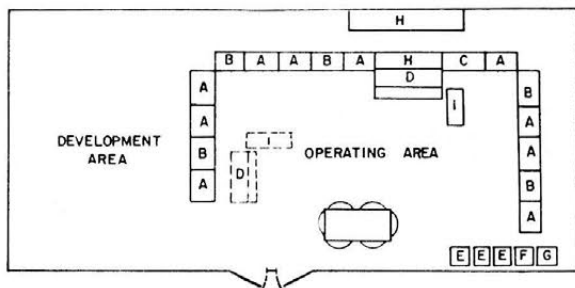 H
B A A B A H C A
D
A
A
B
A
i
B
A
A
B
A
DEVELOPMENT
AREA
OPERATING AREA
I
D
E E E F G